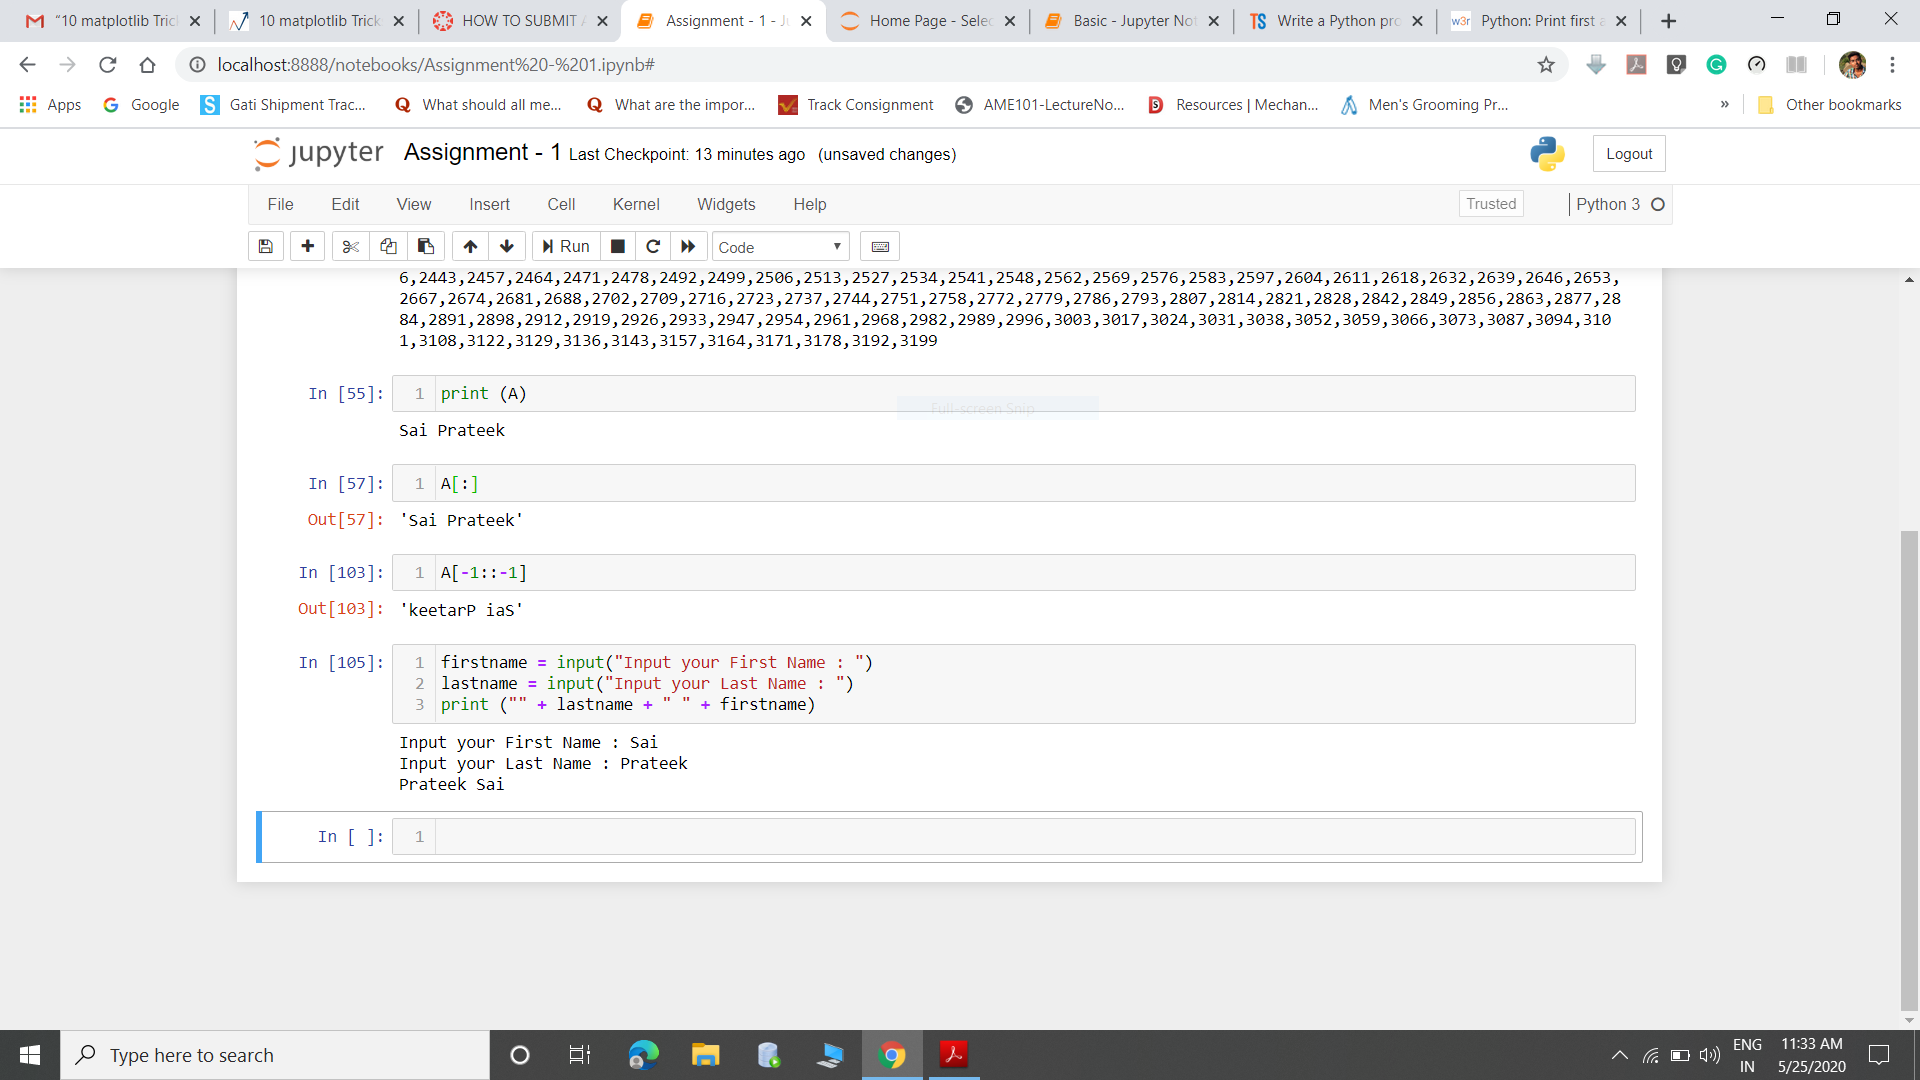 “10 matplotlib Tric
10 matplotlib Trick
HOW TO SUBMIT A
Assignment - 1 - J
Home Page - Selec
Basic - Jupyter Not
TS Write a Python pro
w3r Python: Print first a
localhost:8888/notebooks/Assignment%20-%201.ipynb#
Apps
Google
S Gati Shipment Trac...
Q What should all me...
Q What are the impor...
Track Consignment
AME101-LectureNo...
Resources | Mechan...
Men's Grooming Pr...
»
Other bookmarks
jupyter Assignment - 1 Last Checkpoint: 13 minutes ago (unsaved changes)
Logout
File Edit View Insert Cell Kernel Widgets Help
Trusted
Python 3
Run
Code
6,2443,2457,2464,2471,2478,2492,2499,2506,2513,2527,2534,2541,2548,2562,2569,2576,2583,2597,2604,2611,2618,2632,2639,2646,2653,
2667,2674,2681,2688,2702,2709,2716,2723,2737,2744,2751,2758,2772,2779,2786,2793,2807,2814,2821,2828,2842,2849,2856,2863,2877,28
84,2891,2898,2912,2919,2926,2933,2947,2954,2961,2968,2982,2989,2996,3003,3017,3024,3031,3038,3052,3059,3066,3073,3087,3094,310
1,3108,3122,3129,3136,3143,3157,3164,3171,3178,3192,3199
In [55]: 1 print (A)
Full-screen Snip
Sai Prateek
In [57]: 1 A[:]
Out[57]: 'Sai Prateek'
In [103]: 1 A[-1::-1]
Out[103]: 'keetarP iaS'
In [105]: 1 firstname = input("Input your First Name : ")
2 lastname = input("Input your Last Name : ")
3 print ("" + lastname + " " + firstname)
Input your First Name : Sai
Input your Last Name : Prateek
Prateek Sai
In [ ]: 1
Type here to search
ENG
IN
11:33 AM
5/25/2020